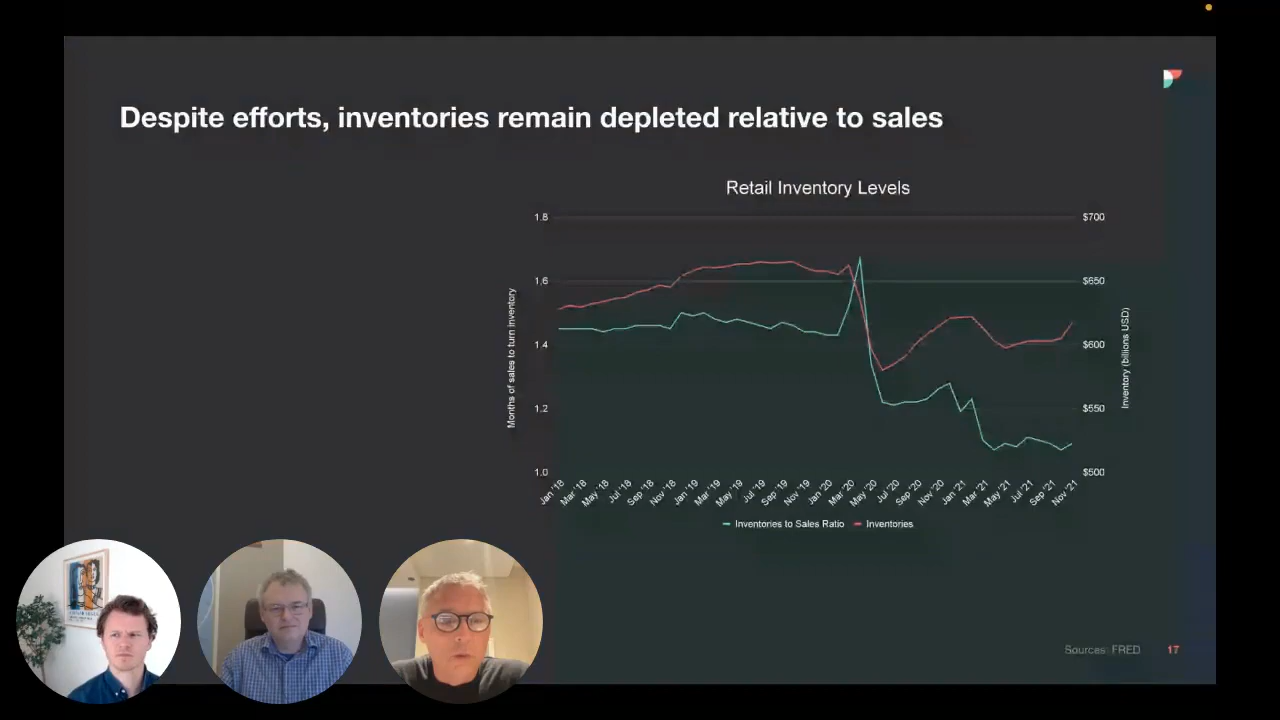 Despite efforts, inventories remain depleted relative to sales
Retail Inventory Levels
1.8
1.6
1.4
1.2
1.0
Months of sales to turn inventory
$700
$650
$600
$550
$500
Inventory (billions USD)
Jan '18
Mar '18
May '18
Jul '18
Sep '18
Nov '18
Jan '19
Mar '19
May '19
Jul '19
Sep '19
Nov '19
Jan '20
Mar '20
May '20
Jul '20
Sep '20
Nov '20
Jan '21
Mar '21
May '21
Jul '21
Sep '21
Nov '21
Inventories to Sales Ratio
Inventories
Sources: FRED
17